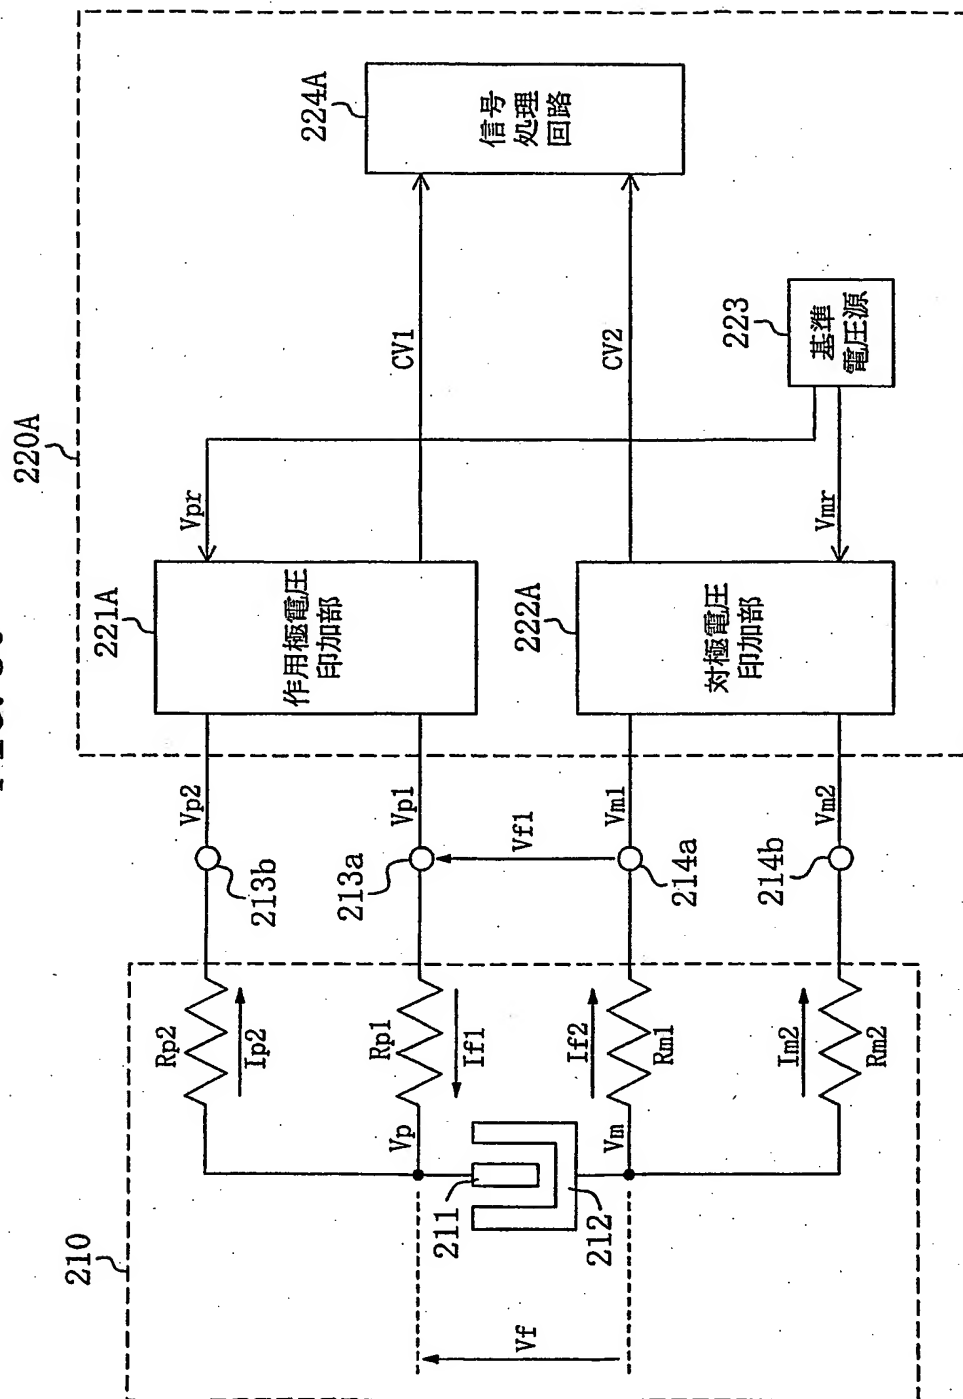 220A
224A
信号
処理
回路
CV1
CV2
223
基準
電圧源
Vpr
Vmr
221A
作用極電圧
印加部
222A
対極電圧
印加部
Vp2
Vp1
Vm1
Vm2
Vf1
213b
213a
214a
214b
210
Rp2
Ip2
Rp1
If1
If2
Rm1
Im2
Rm2
Vp
Vm
211
212
Vf